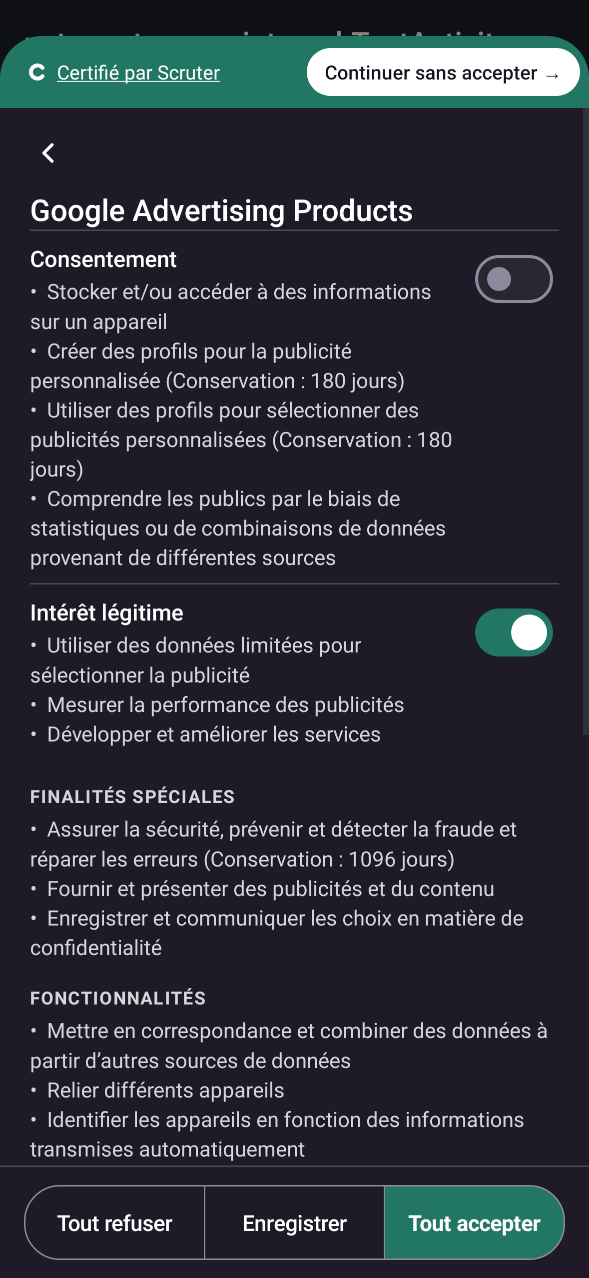 Certifié par Scruter
Continuer sans accepter →
Google Advertising Products
Consentement
• Stocker et/ou accéder à des informations
sur un appareil
• Créer des profils pour la publicité
personnalisée (Conservation : 180 jours)
• Utiliser des profils pour sélectionner des
publicités personnalisées (Conservation : 180
jours)
• Comprendre les publics par le biais de
statistiques ou de combinaisons de données
provenant de différentes sources
Intérêt légitime
• Utiliser des données limitées pour
sélectionner la publicité
• Mesurer la performance des publicités
• Développer et améliorer les services
FINALITÉS SPÉCIALES
• Assurer la sécurité, prévenir et détecter la fraude et
réparer les erreurs (Conservation : 1096 jours)
• Fournir et présenter des publicités et du contenu
• Enregistrer et communiquer les choix en matière de
confidentialité
FONCTIONNALITÉS
• Mettre en correspondance et combiner des données à
partir d’autres sources de données
• Relier différents appareils
• Identifier les appareils en fonction des informations
transmises automatiquement
Tout refuser
Enregistrer
Tout accepter